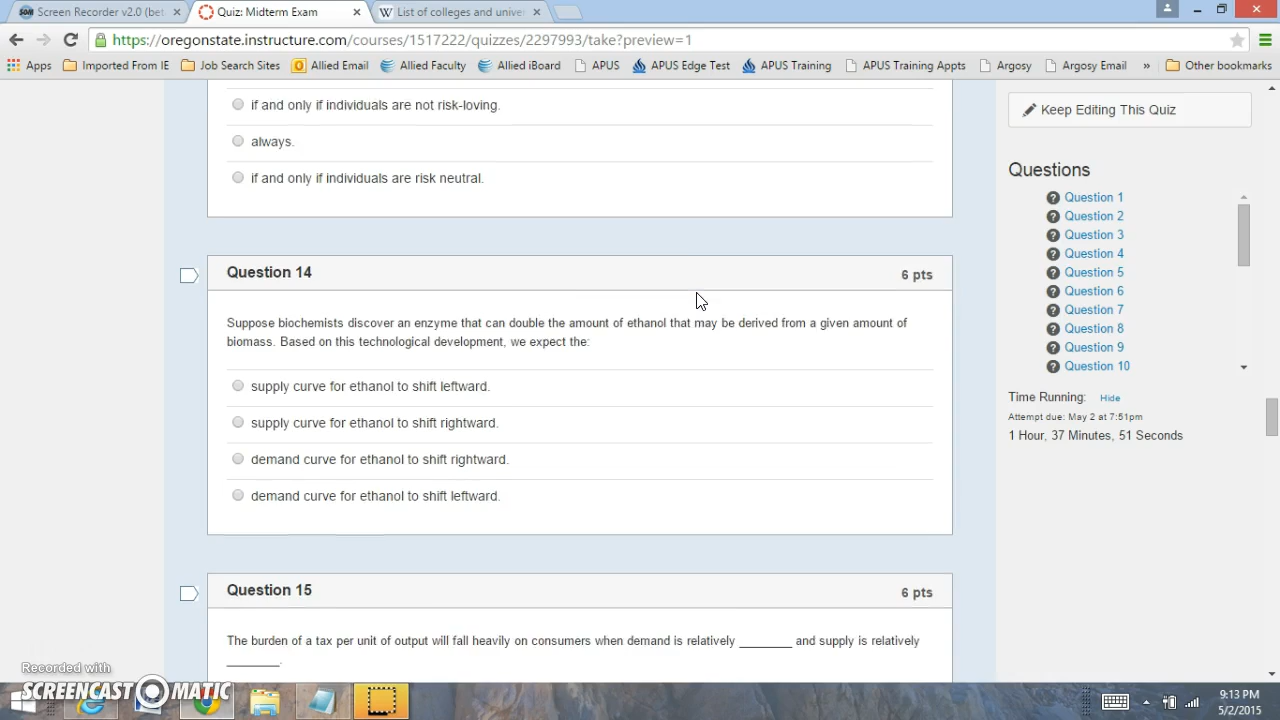 Screen Recorder v2.0 (bet
Quiz: Midterm Exam
List of colleges and univer
https://oregonstate.instructure.com/courses/1517222/quizzes/2297993/take?preview=1
Apps Imported From IE Job Search Sites Allied Email Allied Faculty Allied iBoard APUS APUS Edge Test APUS Training APUS Training Appts Argosy Argosy Email » Other bookmarks
if and only if individuals are not risk-loving.
always.
if and only if individuals are risk neutral.
Question 14
6 pts
Suppose biochemists discover an enzyme that can double the amount of ethanol that may be derived from a given amount of
biomass. Based on this technological development, we expect the:
supply curve for ethanol to shift leftward.
supply curve for ethanol to shift rightward.
demand curve for ethanol to shift rightward.
demand curve for ethanol to shift leftward.
Question 15
6 pts
The burden of a tax per unit of output will fall heavily on consumers when demand is relatively ________ and supply is relatively
________.
Keep Editing This Quiz
Questions
Question 1
Question 2
Question 3
Question 4
Question 5
Question 6
Question 7
Question 8
Question 9
Question 10
Time Running: Hide
Attempt due: May 2 at 7:51pm
1 Hour, 37 Minutes, 51 Seconds
Recorded with
SCREENCAST MATIC
9:13 PM
5/2/2015